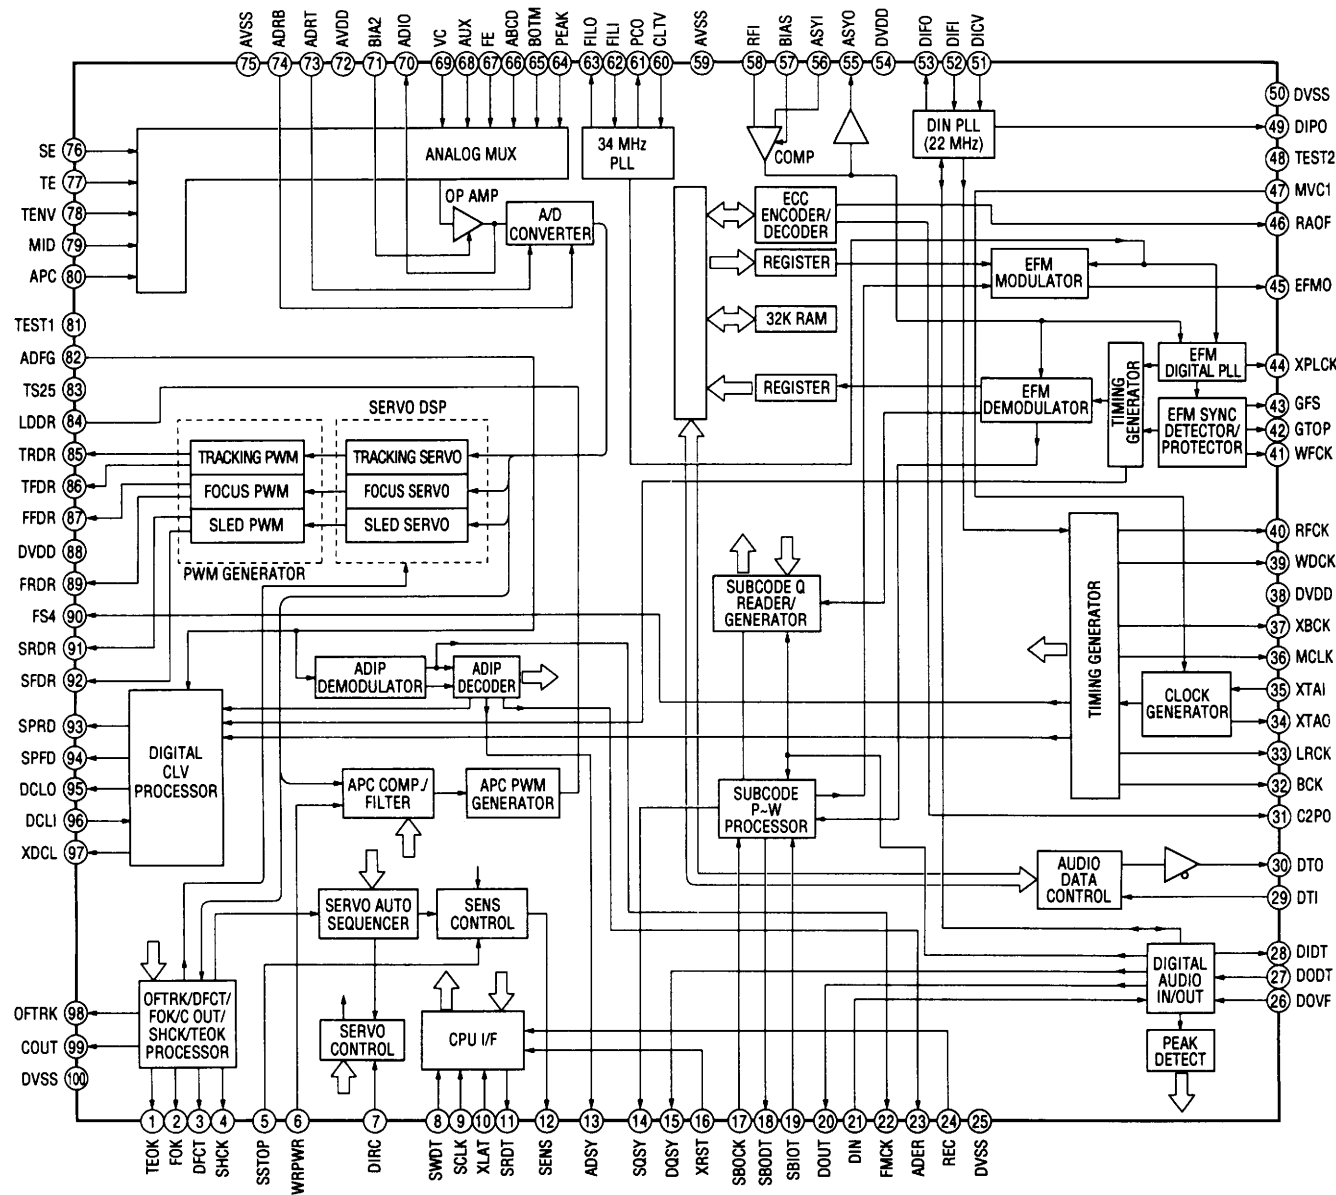 AVSS
ADRB
ADRT
AVDD
BIA2
ADIO
VC
AUX
FE
ABCD
BOTM
PEAK
FILO
FILI
PCO
CLTV
AVSS
RFI
BIAS
ASYI
ASYO
DVDD
DIFO
DIFI
DICV
75 74 73 72 71 70 69 68 67 66 65 64 63 62 61 60 59 58 57 56 55 54 53 52 51
SE 76
TE 77
TENV 78
MID 79
APC 80
TEST1 81
ADFG 82
TS25 83
LDDR 84
TRDR 85
TFDR 86
FFDR 87
DVDD 88
FRDR 89
FS4 90
SRDR 91
SFDR 92
SPRD 93
SPFD 94
DCLO 95
DCLI 96
XDCL 97
OFTRK 98
COUT 99
DVSS 100
ANALOG MUX
34 MHz
PLL
COMP
DIN PLL
(22 MHz)
OP AMP
A/D
CONVERTER
ECC
ENCODER/
DECODER
REGISTER
32K RAM
REGISTER
EFM
MODULATOR
EFM
DEMODULATOR
TIMING
GENERATOR
EFM
DIGITAL PLL
EFM SYNC
DETECTOR/
PROTECTOR
SERVO DSP
TRACKING PWM
FOCUS PWM
SLED PWM
PWM GENERATOR
TRACKING SERVO
FOCUS SERVO
SLED SERVO
SUBCODE Q
READER/
GENERATOR
TIMING GENERATOR
CLOCK
GENERATOR
ADIP
DEMODULATOR
ADIP
DECODER
DIGITAL
CLV
PROCESSOR
APC COMP./
FILTER
APC PWM
GENERATOR
SUBCODE
P~W
PROCESSOR
AUDIO
DATA
CONTROL
SERVO AUTO
SEQUENCER
SENS
CONTROL
OFTRK/DFCT/
FOK/C OUT/
SHCK/TEOK
PROCESSOR
SERVO
CONTROL
CPU I/F
DIGITAL
AUDIO
IN/OUT
PEAK
DETECT
50 DVSS
49 DIPO
48 TEST2
47 MVC1
46 RAOF
45 EFMO
44 XPLCK
43 GFS
42 GTOP
41 WFCK
40 RFCK
39 WDCK
38 DVDD
37 XBCK
36 MCLK
35 XTAI
34 XTAO
33 LRCK
32 BCK
31 C2PO
30 DTO
29 DTI
28 DIDT
27 DODT
26 DOVF
1 2 3 4 5 6 7 8 9 10 11 12 13 14 15 16 17 18 19 20 21 22 23 24 25
TEOK
FOK
DFCT
SHCK
SSTOP
WRPWR
DIRC
SWDT
SCLK
XLAT
SRDT
SENS
ADSY
SQSY
DQSY
XRST
SBOCK
SBODT
SBIOT
DOUT
DIN
FMCK
ADER
REC
DVSS